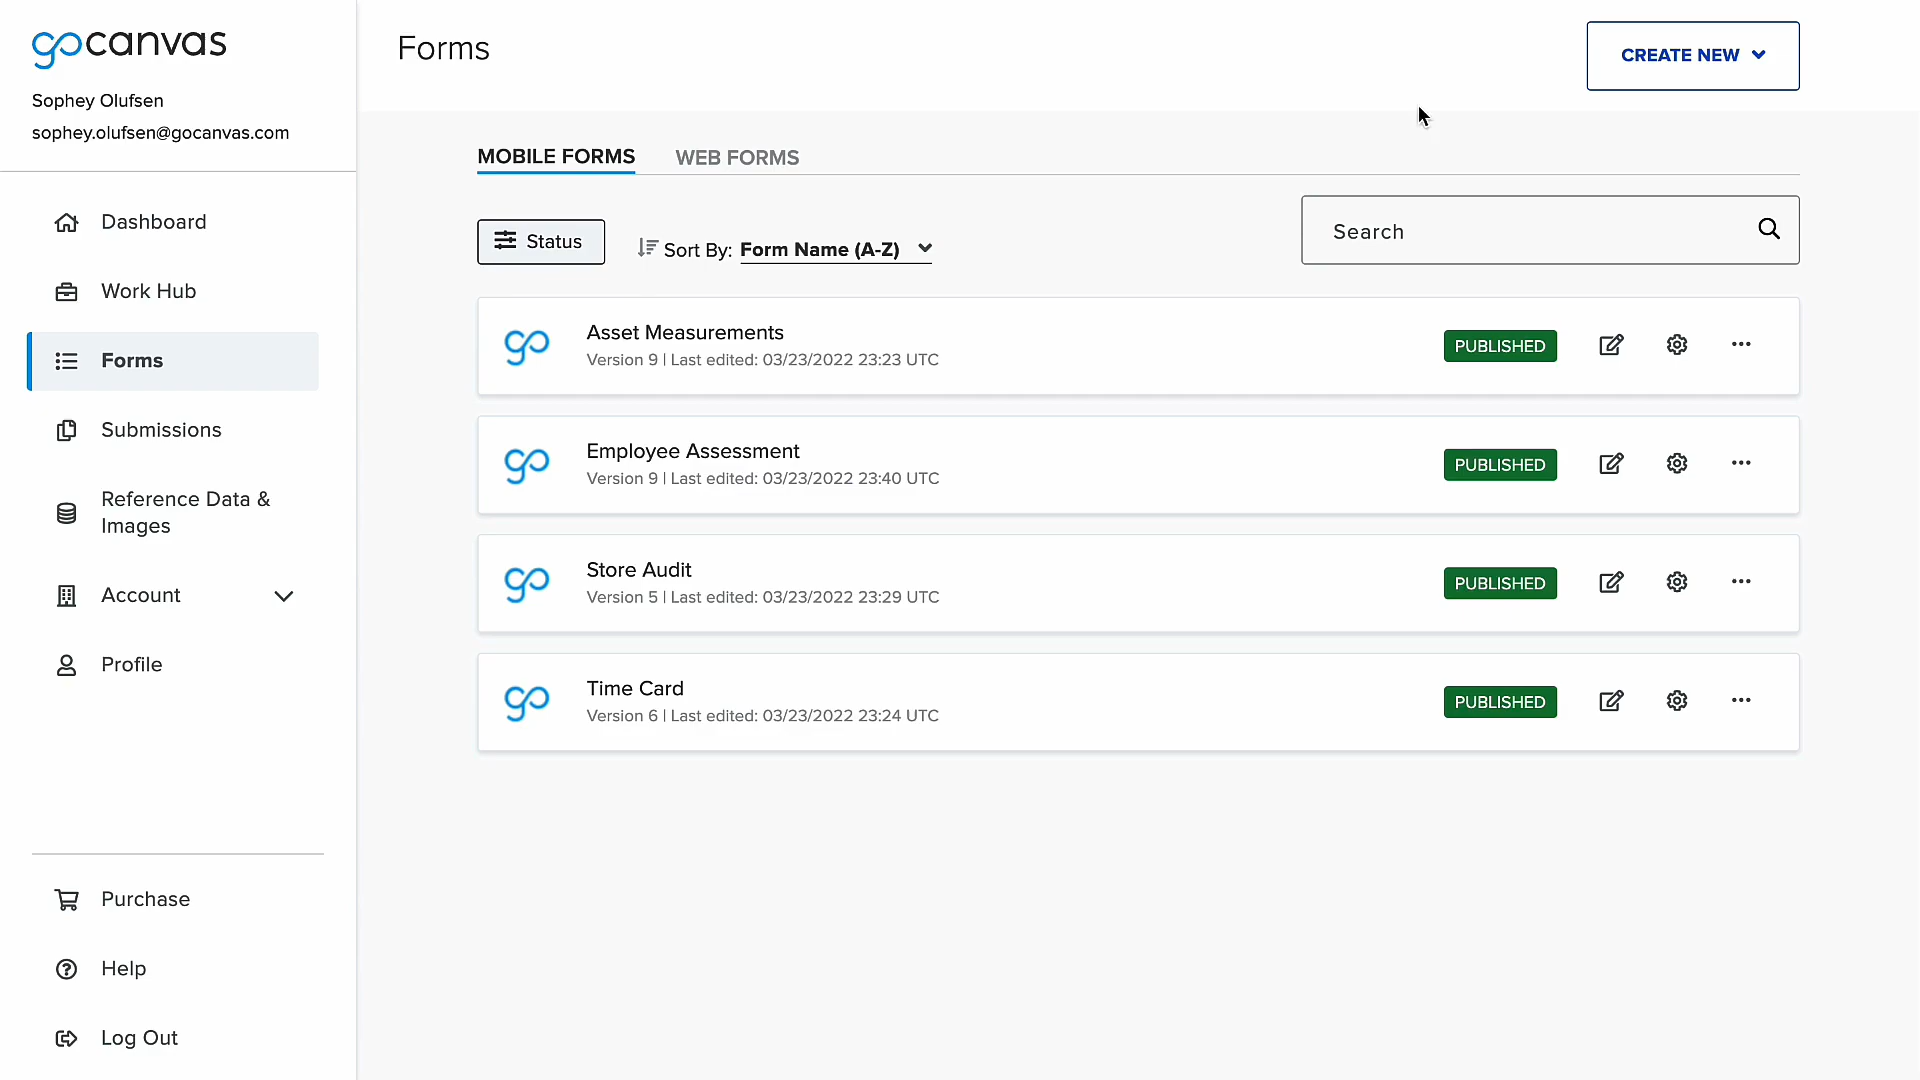 gocanvas
Sophey Olufsen
sophey.olufsen@gocanvas.com
Dashboard
Work Hub
Forms
Submissions
Reference Data &
Images
Account
Profile
Purchase
Help
Log Out
Forms
CREATE NEW
MOBILE FORMS
WEB FORMS
Status
Sort By: Form Name (A-Z)
Search
go
Asset Measurements
Version 9 | Last edited: 03/23/2022 23:23 UTC
PUBLISHED
go
Employee Assessment
Version 9 | Last edited: 03/23/2022 23:40 UTC
PUBLISHED
go
Store Audit
Version 5 | Last edited: 03/23/2022 23:29 UTC
PUBLISHED
go
Time Card
Version 6 | Last edited: 03/23/2022 23:24 UTC
PUBLISHED